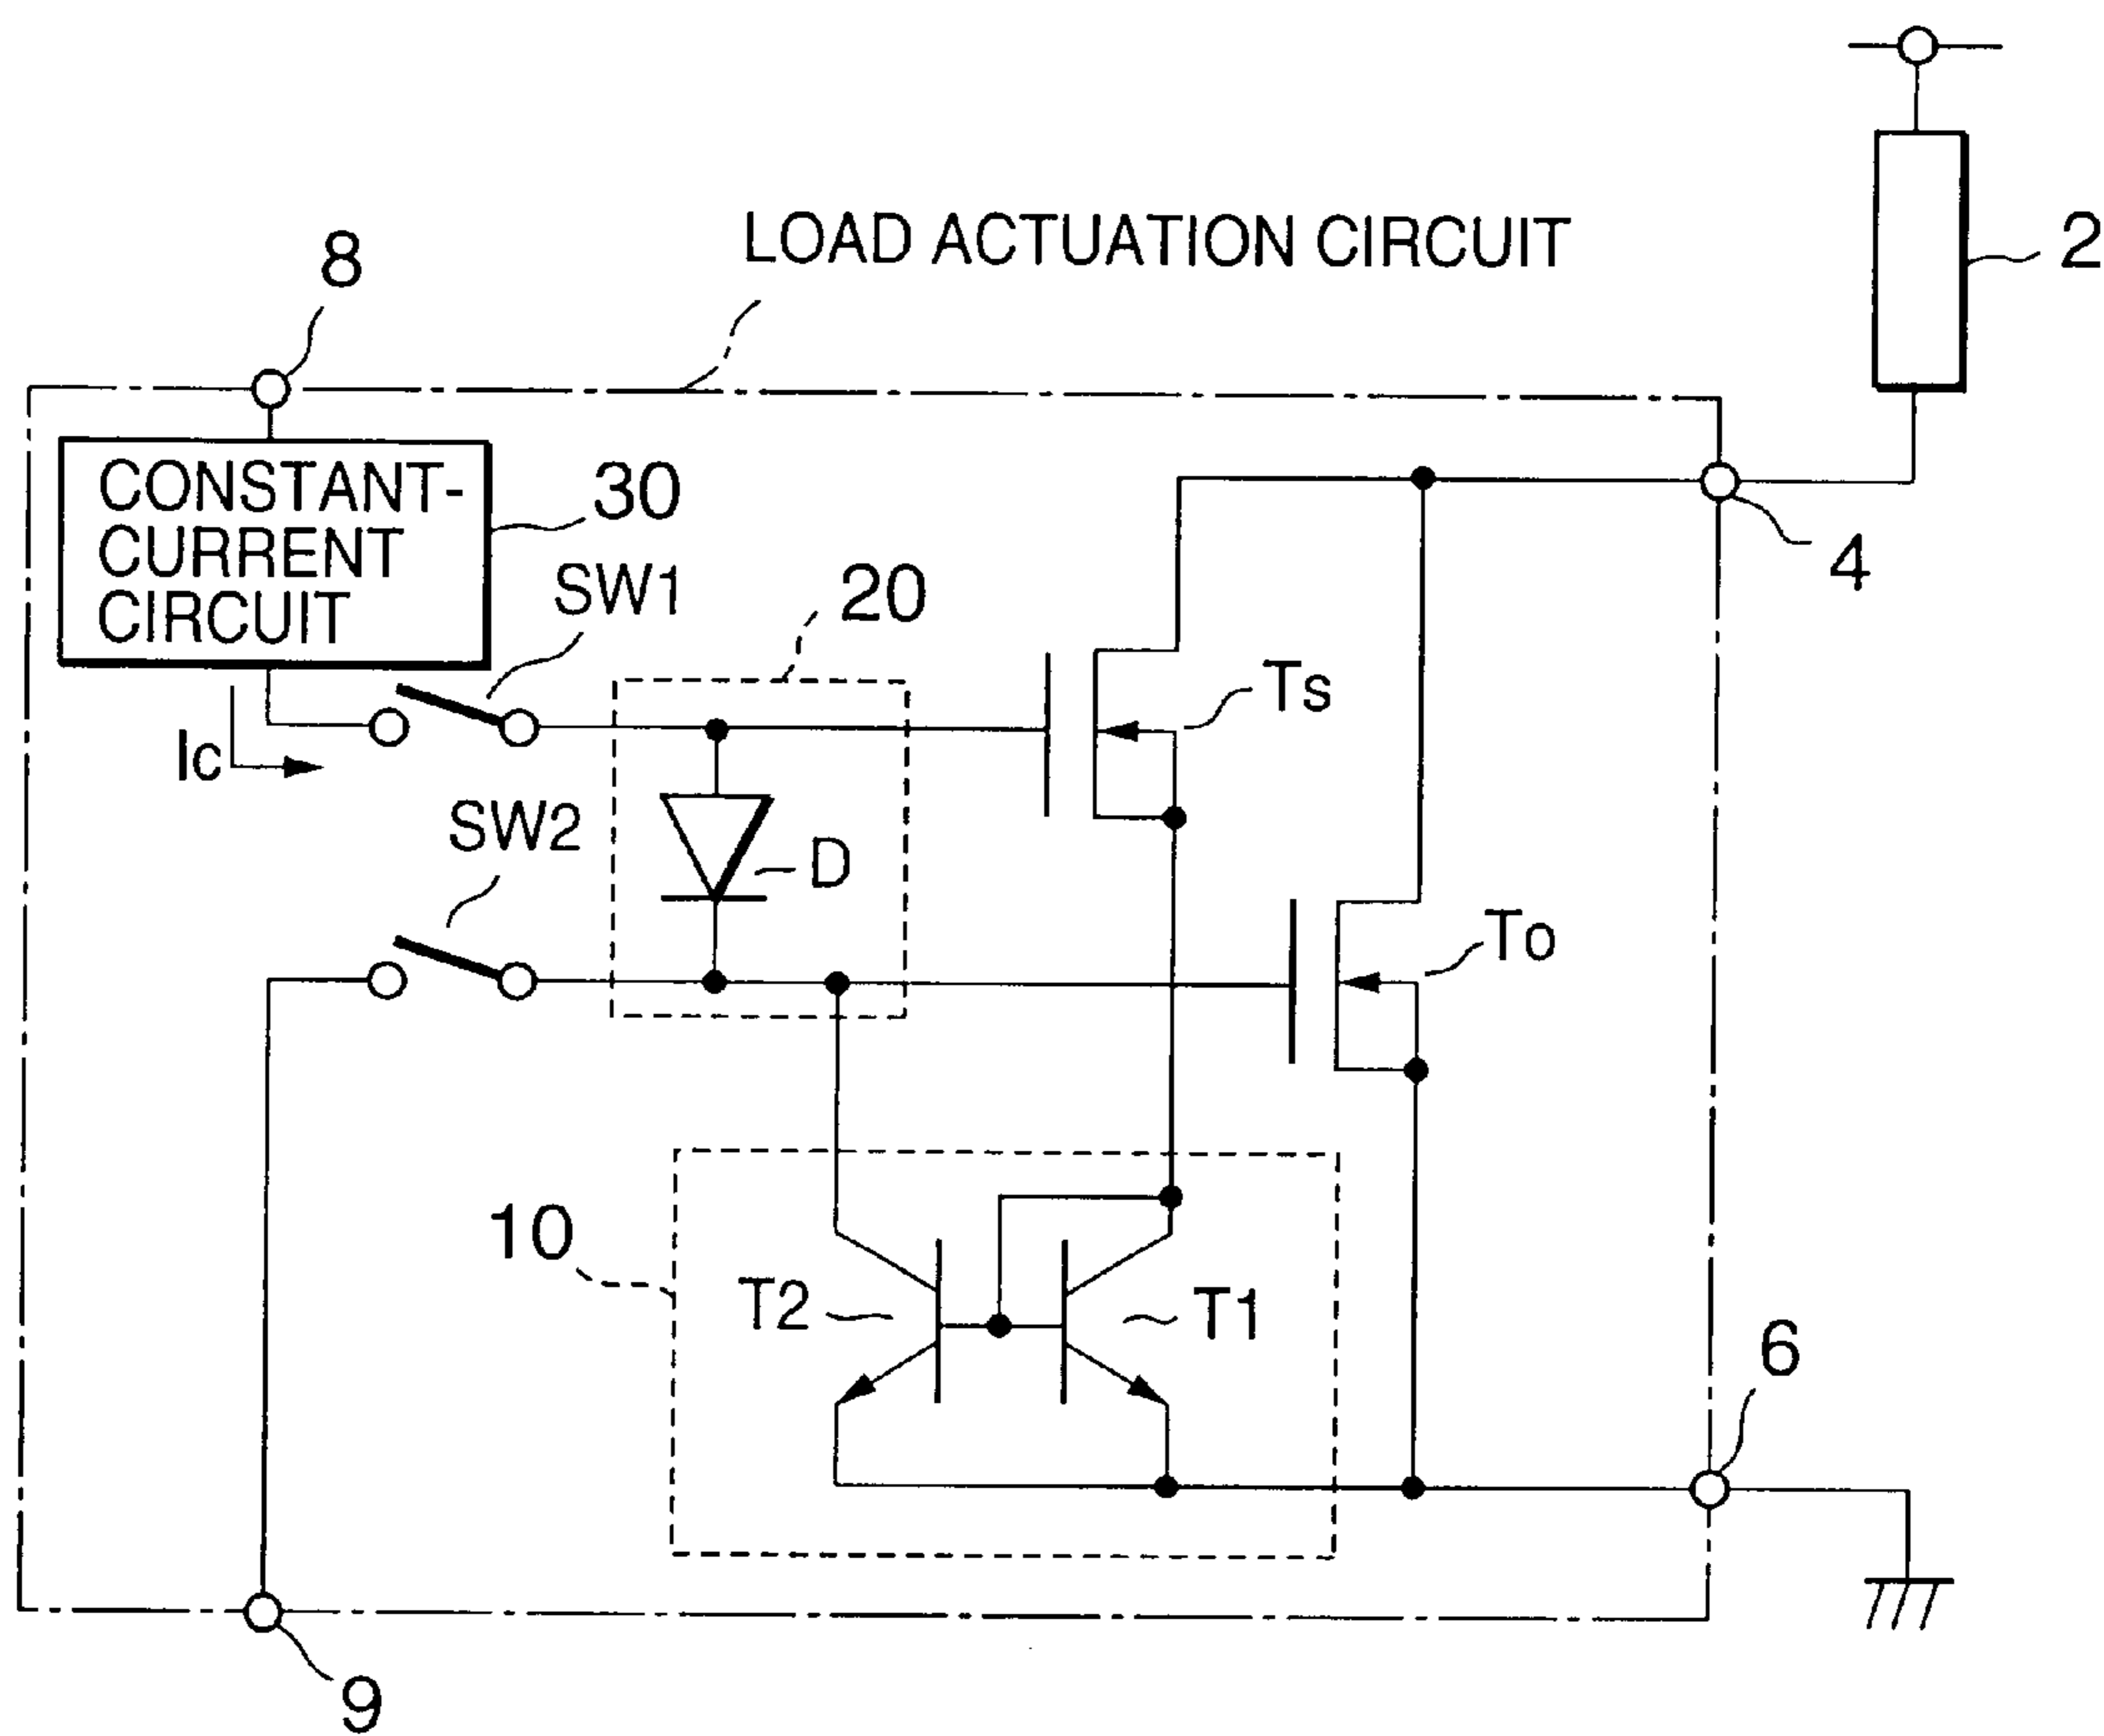 LOAD ACTUATION CIRCUIT
2
8
CONSTANT-
CURRENT
CIRCUIT
30
4
SW1
20
Ts
Ic
SW2
D
To
10
T2
T1
6
9